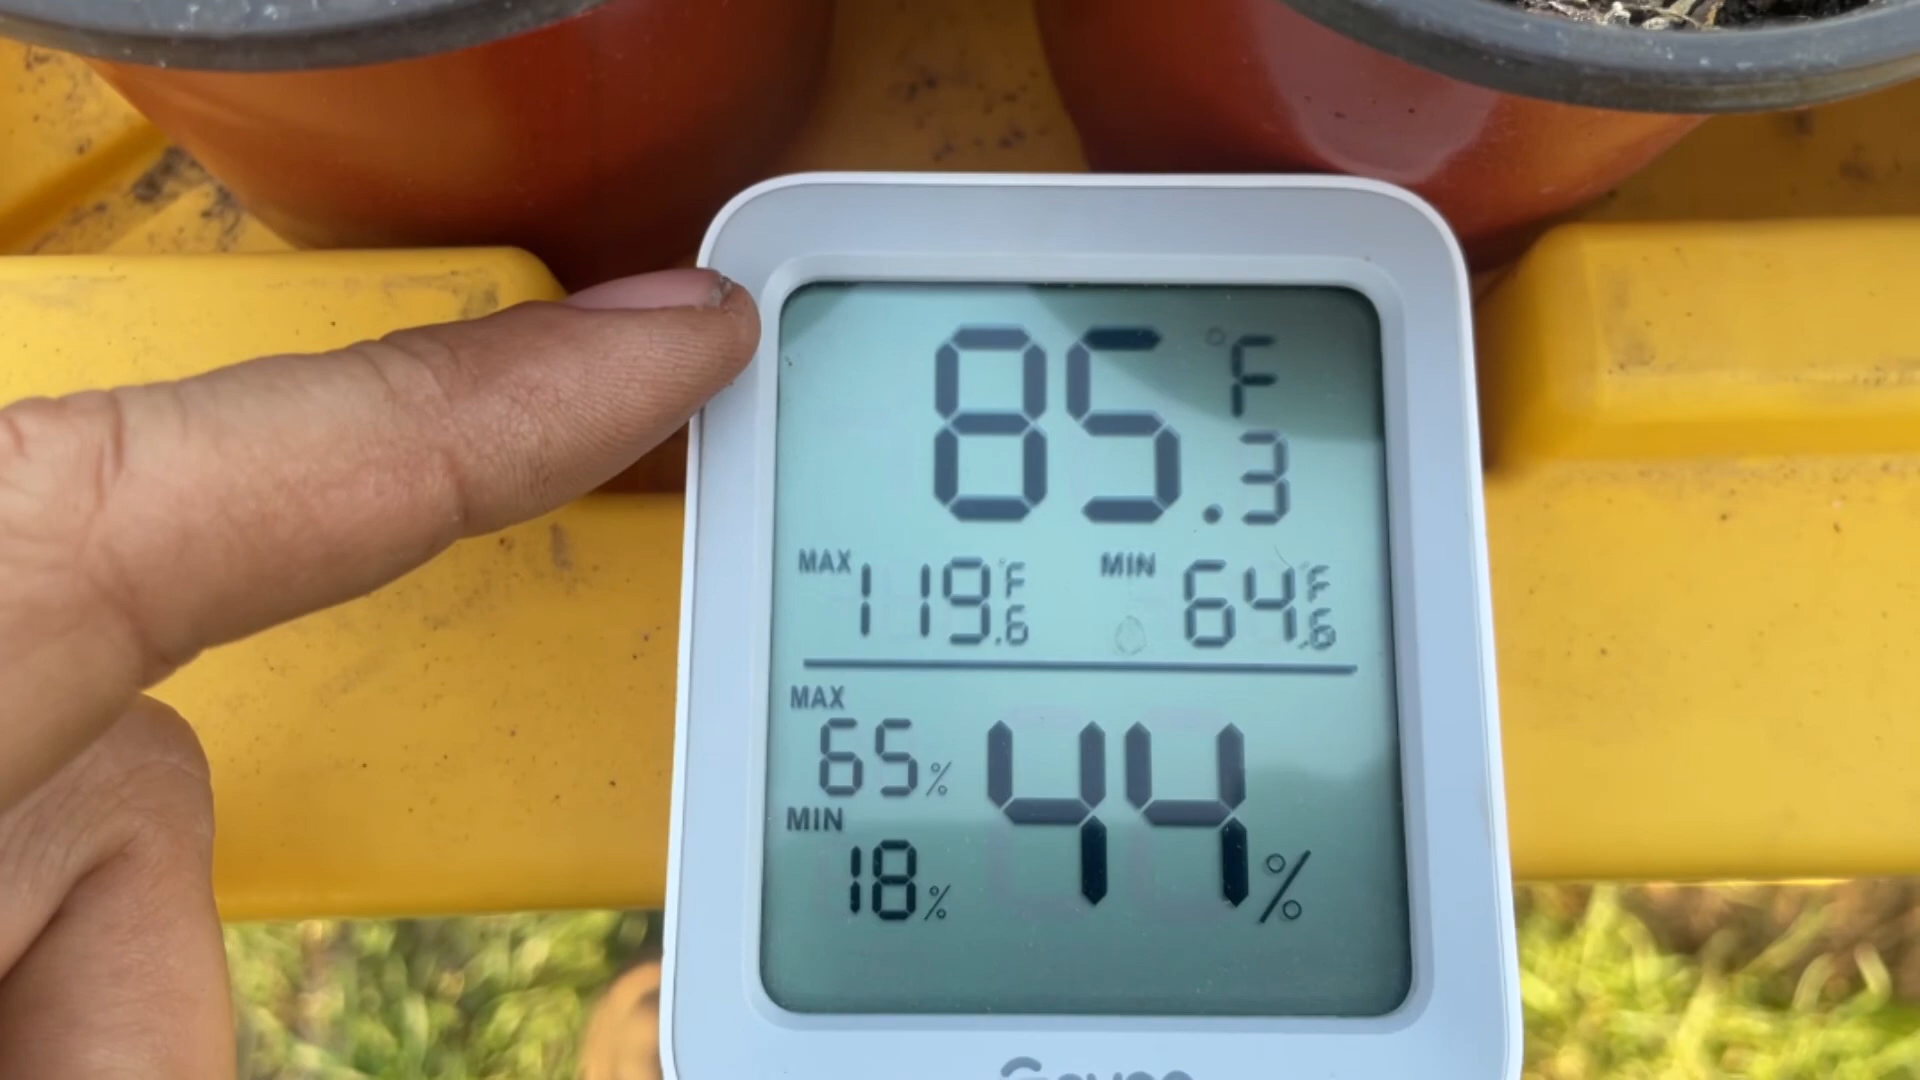 85.3 °F
MAX 119.6 °F MIN 64.6 °F
MAX
65%
44%
MIN
18%